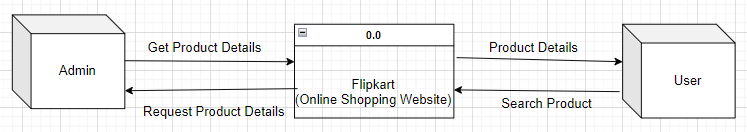 0.0
Get Product Details
Product Details
Admin
Flipkart
(Online Shopping Website)
User
Request Product Details
Search Product